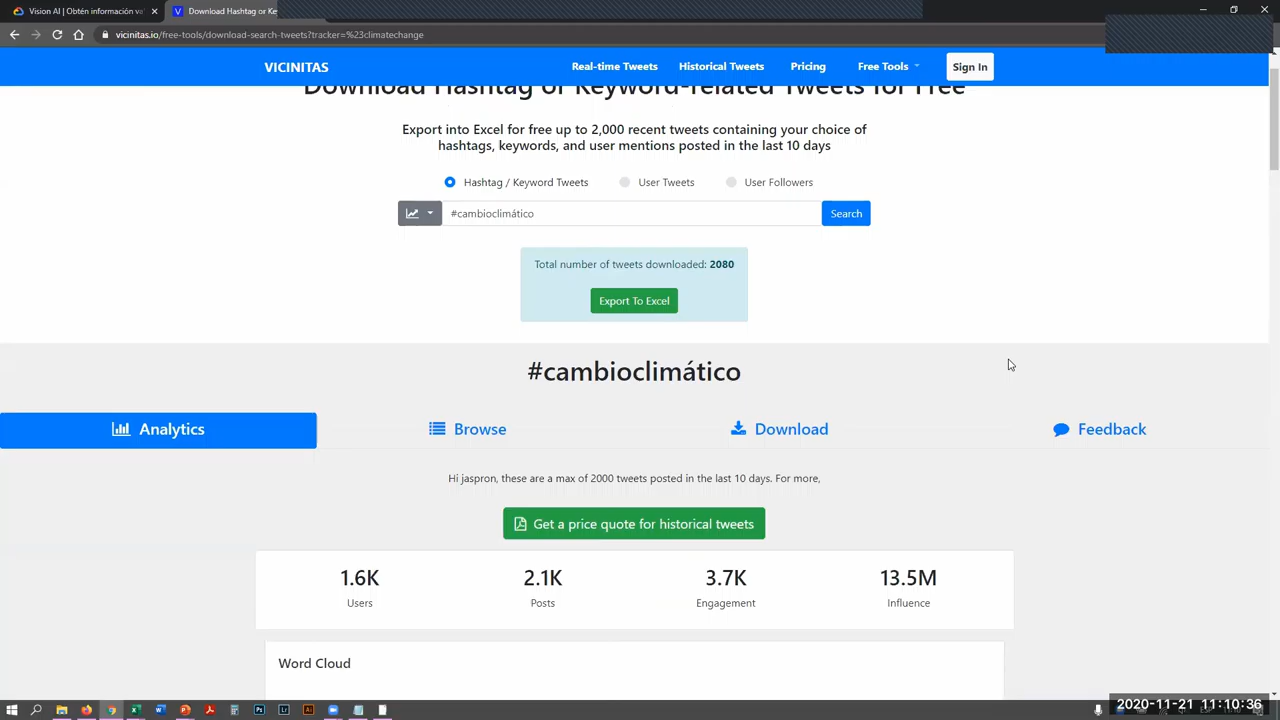 Vision AI | Obtén información va
Download Hashtag or Ke
vicinitas.io/free-tools/download-search-tweets?tracker=%23climatechange
VICINITAS
Real-time Tweets
Historical Tweets
Pricing
Free Tools
Sign In
Download Hashtag or Keyword-related Tweets for Free
Export into Excel for free up to 2,000 recent tweets containing your choice of
hashtags, keywords, and user mentions posted in the last 10 days
Hashtag / Keyword Tweets
User Tweets
User Followers
#cambioclimático
Search
Total number of tweets downloaded: 2080
Export To Excel
#cambioclimático
Analytics
Browse
Download
Feedback
Hi jaspron, these are a max of 2000 tweets posted in the last 10 days. For more,
Get a price quote for historical tweets
1.6K
2.1K
3.7K
13.5M
Users
Posts
Engagement
Influence
Word Cloud
2020-11-21 11:10:36